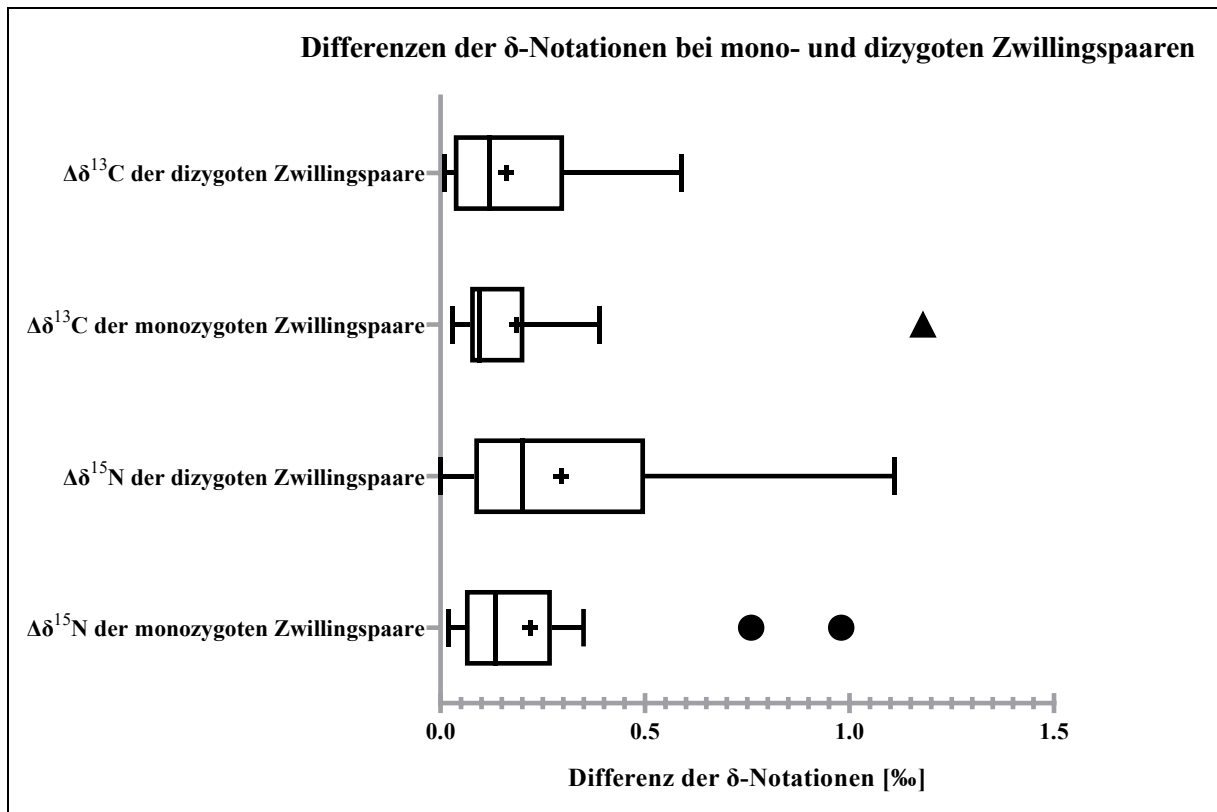 Differenzen der δ-Notationen bei mono- und dizygoten Zwillingspaaren
Δδ¹³C der dizygoten Zwillingspaare
Δδ¹³C der monozygoten Zwillingspaare
Δδ¹⁵N der dizygoten Zwillingspaare
Δδ¹⁵N der monozygoten Zwillingspaare
0.0 0.5 1.0 1.5
Differenz der δ-Notationen [‰]